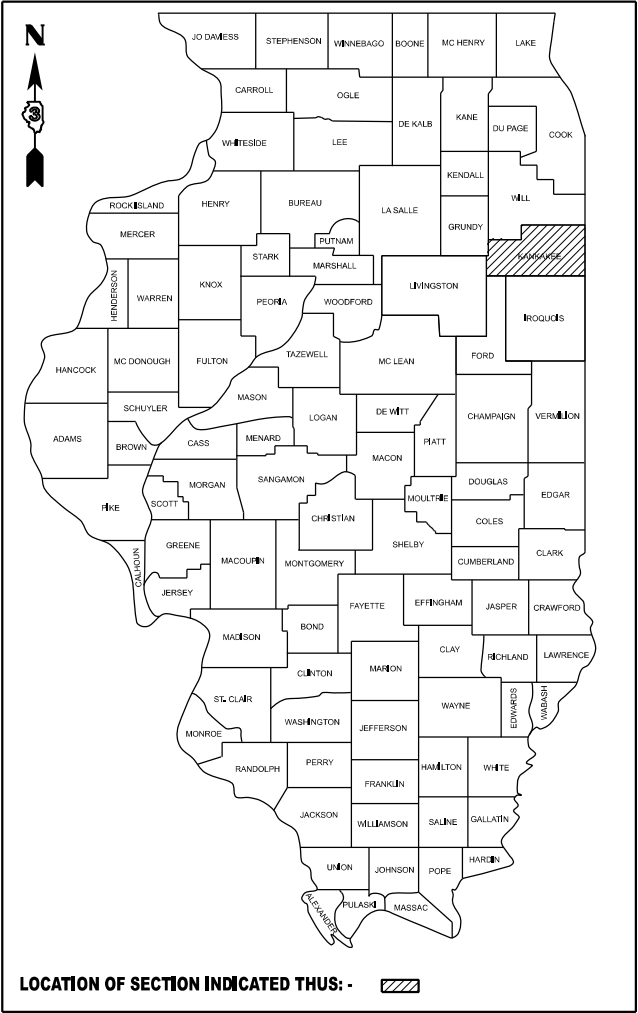 N
3
JO DAVIESS
STEPHENSON
WINNEBAGO
BOONE
MC HENRY
LAKE
CARROLL
OGLE
DE KALB
KANE
DU PAGE
COOK
WHITESIDE
LEE
KENDALL
WILL
ROCK ISLAND
HENRY
BUREAU
LA SALLE
GRUNDY
MERCER
PUTNAM
KANKAKEE
STARK
MARSHALL
HENDERSON
WARREN
KNOX
PEORIA
WOODFORD
LIVINGSTON
IROQUOIS
HANCOCK
MC DONOUGH
FULTON
TAZEWELL
MC LEAN
FORD
MASON
SCHUYLER
LOGAN
DE WITT
CHAMPAIGN
VERMILION
ADAMS
BROWN
CASS
MENARD
MACON
PIATT
PIKE
SCOTT
MORGAN
SANGAMON
CHRISTIAN
MOULTRIE
DOUGLAS
EDGAR
COLES
CALHOUN
GREENE
MACOUPIN
MONTGOMERY
SHELBY
CUMBERLAND
CLARK
JERSEY
FAYETTE
EFFINGHAM
JASPER
CRAWFORD
MADISON
BOND
CLAY
RICHLAND
LAWRENCE
CLINTON
MARION
ST. CLAIR
WAYNE
EDWARDS
WABASH
WASHINGTON
JEFFERSON
MONROE
RANDOLPH
PERRY
HAMILTON
WHITE
FRANKLIN
JACKSON
WILLIAMSON
SALINE
GALLATIN
UNION
JOHNSON
POPE
HARDIN
ALEXANDER
PULASKI
MASSAC
LOCATION OF SECTION INDICATED THUS: -